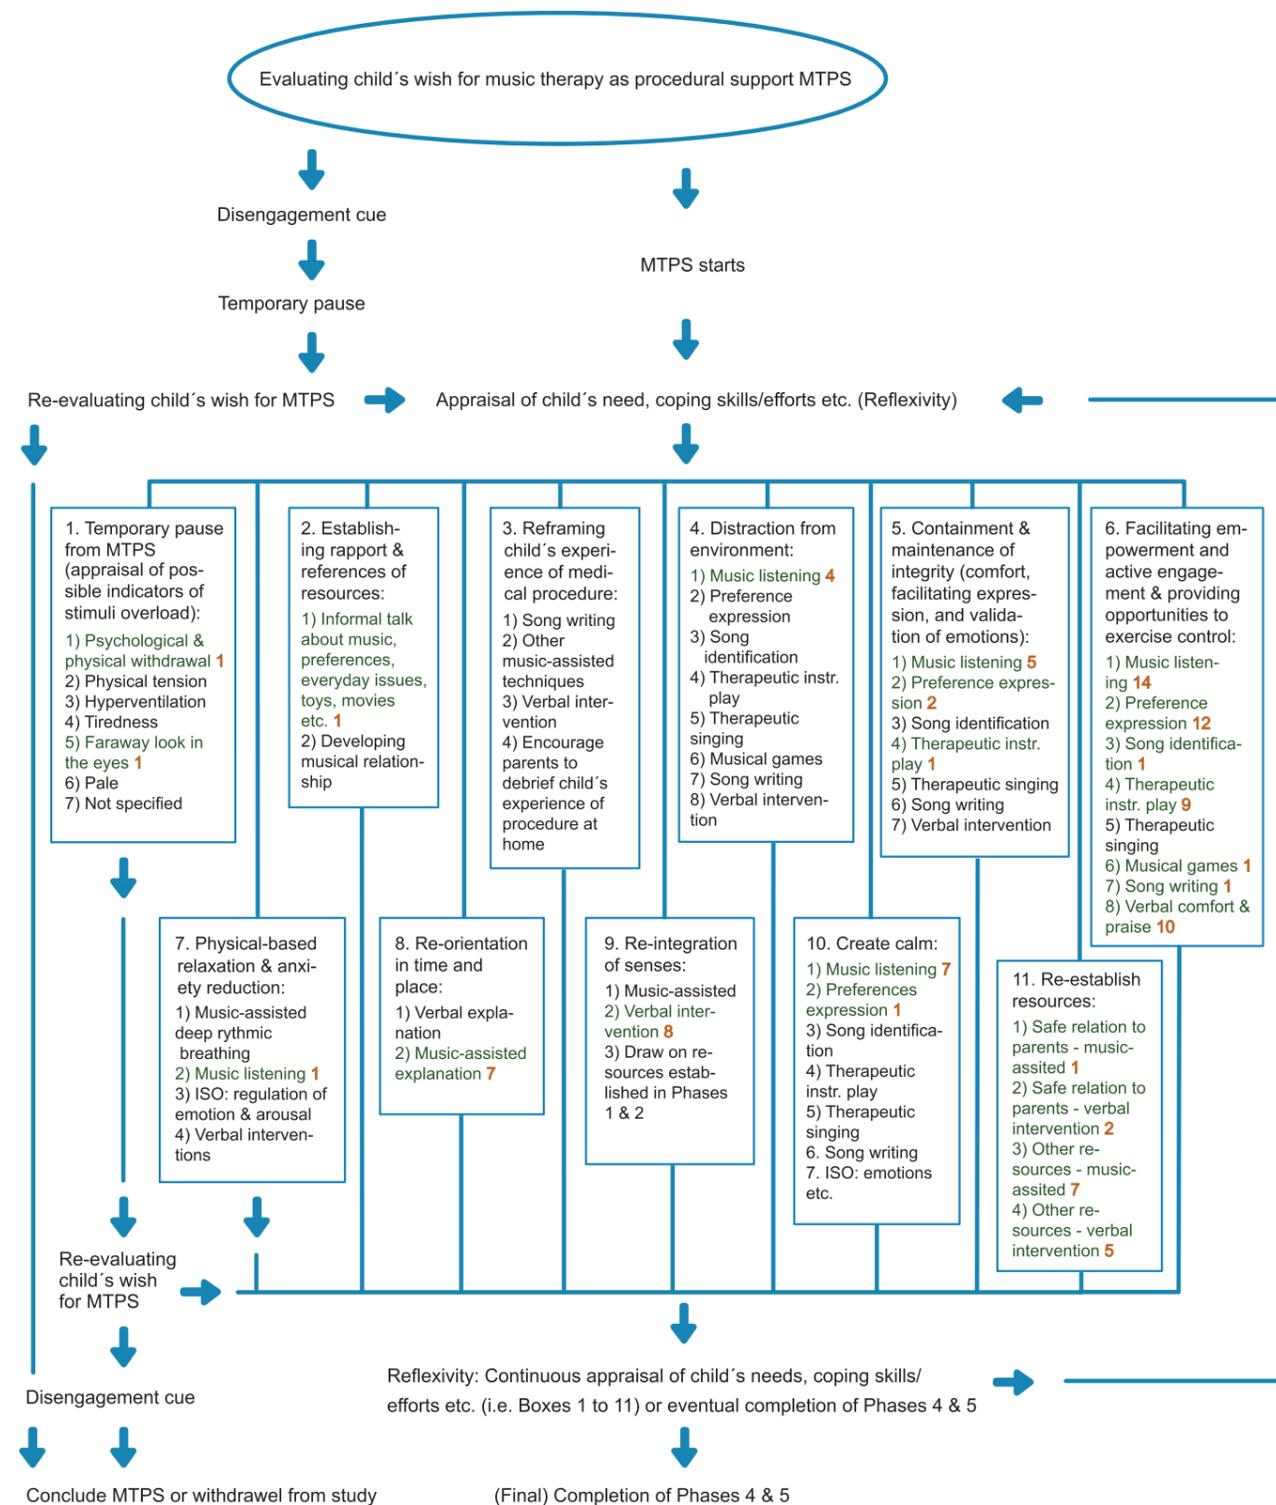 Evaluating child´s wish for music therapy as procedural support MTPS
Disengagement cue
MTPS starts
Temporary pause
Re-evaluating child´s wish for MTPS
Appraisal of child´s need, coping skills/efforts etc. (Reflexivity)
1. Temporary pause
from MTPS
(appraisal of pos-
sible indicators of
stimuli overload):
1) Psychological &
physical withdrawal 1
2) Physical tension
3) Hyperventilation
4) Tiredness
5) Faraway look in
the eyes 1
6) Pale
7) Not specified
2. Establish-
ing rapport &
references of
resources:
1) Informal talk
about music,
preferences,
everyday issues,
toys, movies
etc. 1
2) Developing
musical relation-
ship
3. Reframing
child´s experi-
ence of medi-
cal procedure:
1) Song writing
2) Other
music-assisted
techniques
3) Verbal inter-
vention
4) Encourage
parents to
debrief child´s
experience of
procedure at
home
4. Distraction from
environment:
1) Music listening 4
2) Preference
expression
3) Song
identification
4) Therapeutic instr.
play
5) Therapeutic
singing
6) Musical games
7) Song writing
8) Verbal interven-
tion
5. Containment &
maintenance of
integrity (comfort,
facilitating expres-
sion, and valida-
tion of emotions):
1) Music listening 5
2) Preference expres-
sion 2
3) Song identification
4) Therapeutic instr.
play 1
5) Therapeutic singing
6) Song writing
7) Verbal intervention
6. Facilitating em-
powerment and
active engage-
ment & providing
opportunities to
exercise control:
1) Music listen-
ing 14
2) Preference
expression 12
3) Song identifica-
tion 1
4) Therapeutic
instr. play 9
5) Therapeutic
singing
6) Musical games 1
7) Song writing 1
8) Verbal comfort &
praise 10
7. Physical-based
relaxation & anxi-
ety reduction:
1) Music-assisted
deep rythmic
breathing
2) Music listening 1
3) ISO: regulation of
emotion & arousal
4) Verbal interven-
tions
8. Re-orientation
in time and
place:
1) Verbal expla-
nation
2) Music-assisted
explanation 7
9. Re-integration
of senses:
1) Music-assisted
2) Verbal inter-
vention 8
3) Draw on re-
sources estab-
lished in Phases
1 & 2
10. Create calm:
1) Music listening 7
2) Preferences
expression 1
3) Song identifica-
tion
4) Therapeutic
instr. play
5) Therapeutic
singing
6. Song writing
7. ISO: emotions
etc.
11. Re-establish
resources:
1) Safe relation to
parents - music-
assited 1
2) Safe relation to
parents - verbal
intervention 2
3) Other re-
sources - music-
assited 7
4) Other re-
sources - verbal
intervention 5
Re-evaluating
child´s wish
for MTPS
Disengagement cue
Reflexivity: Continuous appraisal of child´s needs, coping skills/
efforts etc. (i.e. Boxes 1 to 11) or eventual completion of Phases 4 & 5
Conclude MTPS or withdrawel from study
(Final) Completion of Phases 4 & 5